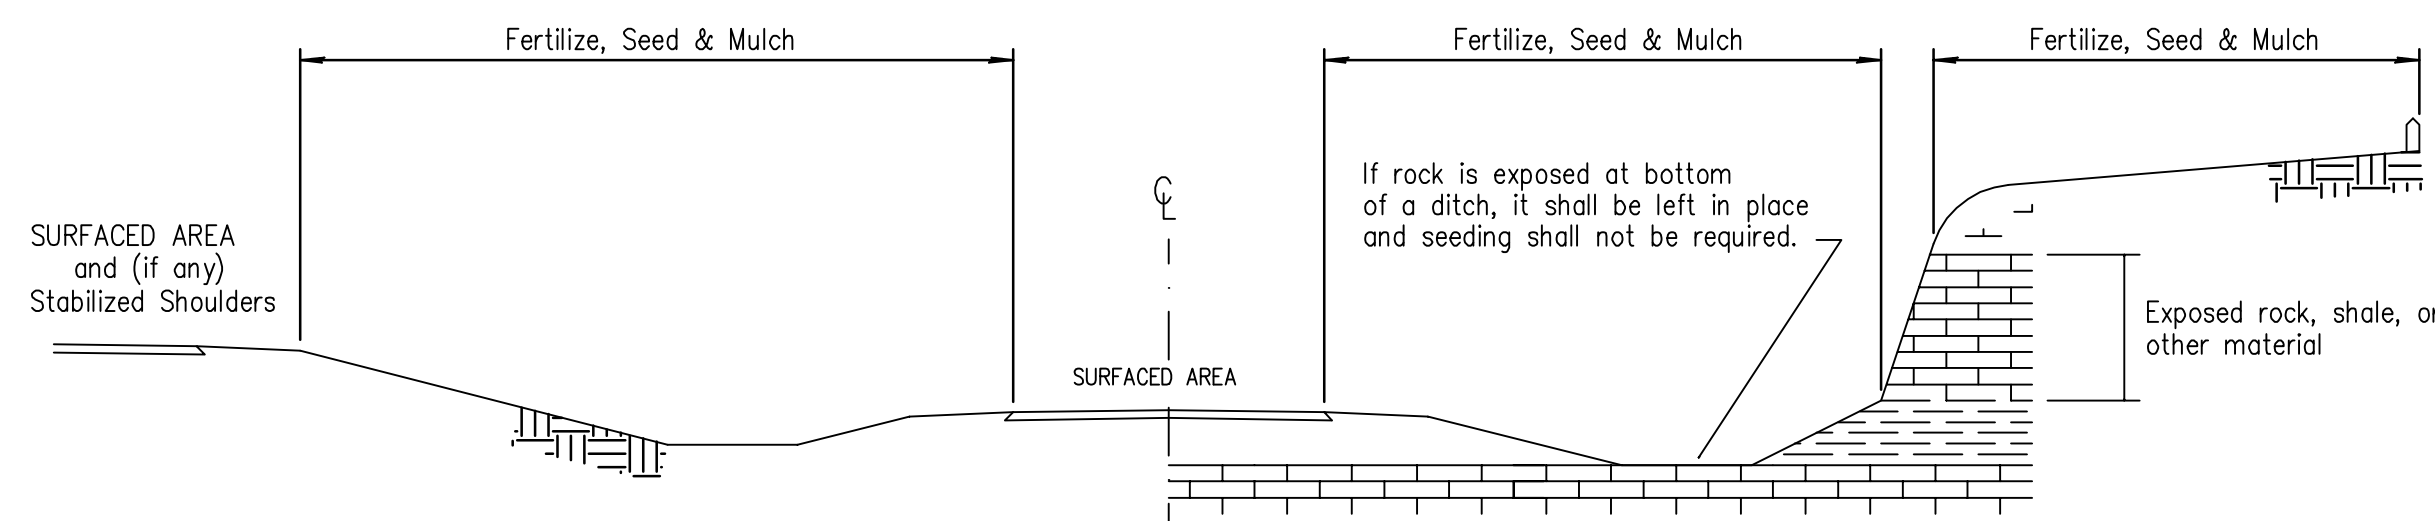 Fertilize, Seed & Mulch
Fertilize, Seed & Mulch
Fertilize, Seed & Mulch
SURFACED AREA
and (if any)
Stabilized Shoulders
℄
SURFACED AREA
If rock is exposed at bottom
of a ditch, it shall be left in place
and seeding shall not be required.
Exposed rock, shale, or
other material